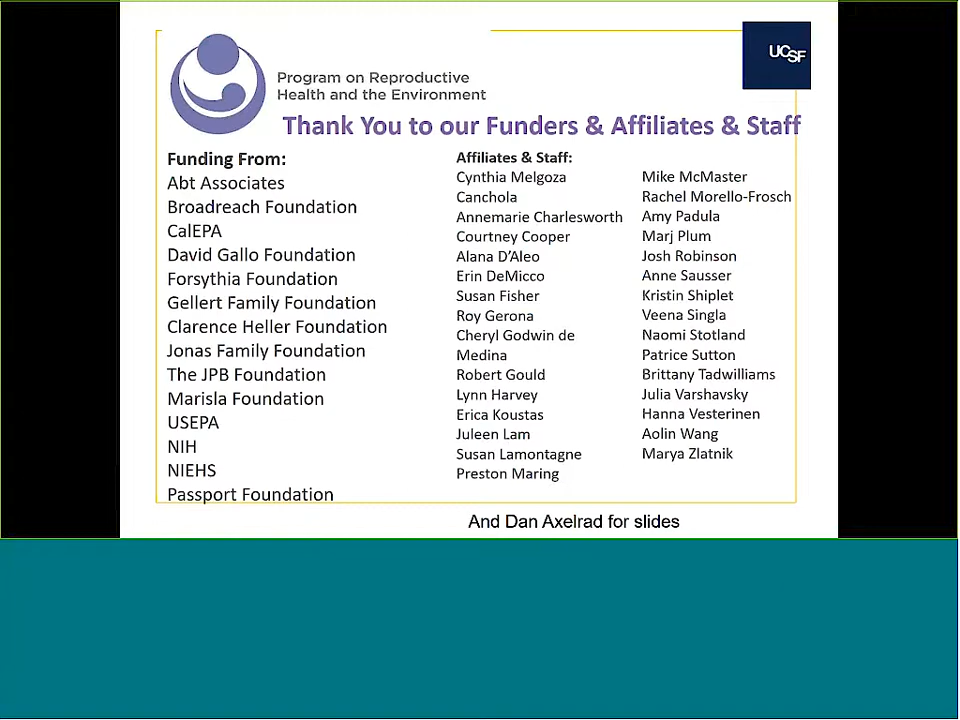 UCSF
Program on Reproductive
Health and the Environment
Thank You to our Funders & Affiliates & Staff
Funding From:
Abt Associates
Broadreach Foundation
CalEPA
David Gallo Foundation
Forsythia Foundation
Gellert Family Foundation
Clarence Heller Foundation
Jonas Family Foundation
The JPB Foundation
Marisla Foundation
USEPA
NIH
NIEHS
Passport Foundation
Affiliates & Staff:
Cynthia Melgoza
Canchola
Annemarie Charlesworth
Courtney Cooper
Alana D’Aleo
Erin DeMicco
Susan Fisher
Roy Gerona
Cheryl Godwin de
Medina
Robert Gould
Lynn Harvey
Erica Koustas
Juleen Lam
Susan Lamontagne
Preston Maring
Mike McMaster
Rachel Morello-Frosch
Amy Padula
Marj Plum
Josh Robinson
Anne Sausser
Kristin Shiplet
Veena Singla
Naomi Stotland
Patrice Sutton
Brittany Tadwilliams
Julia Varshavsky
Hanna Vesterinen
Aolin Wang
Marya Zlatnik
And Dan Axelrad for slides